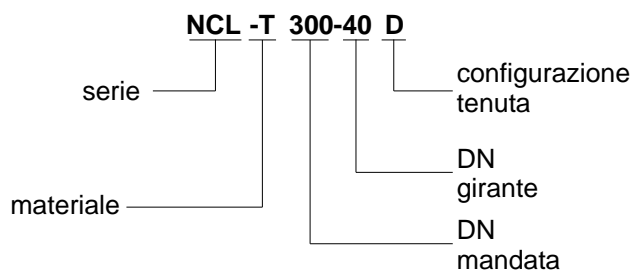 NCL -T 300-40 D
serie
configurazione
tenuta
DN
girante
materiale
DN
mandata